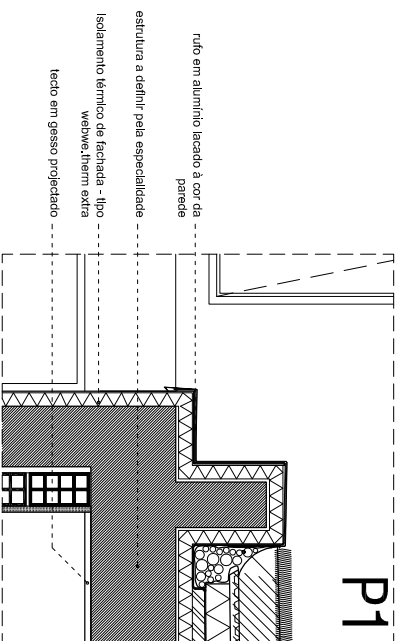 P1
rufo em alumínio lacado à cor da
parede
estrutura a definir pela especialidade
Isolamento térmico de fachada - tipo
webwe.therm extra
tecto em gesso projectado